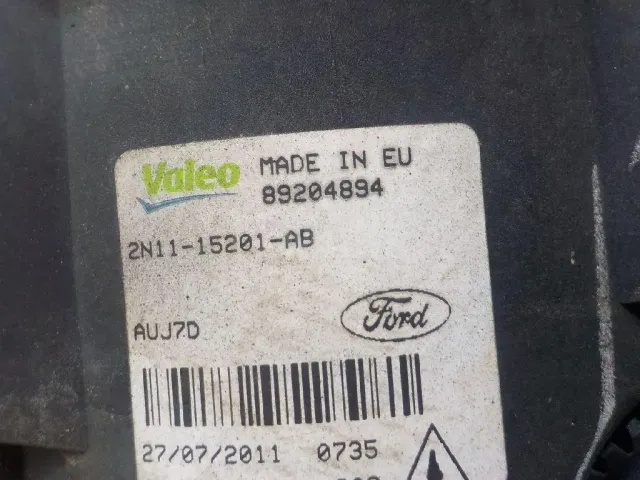 Valeo MADE IN EU
89204894
2N11-15201-AB
AUJ7D Ford
27/07/2011 0735